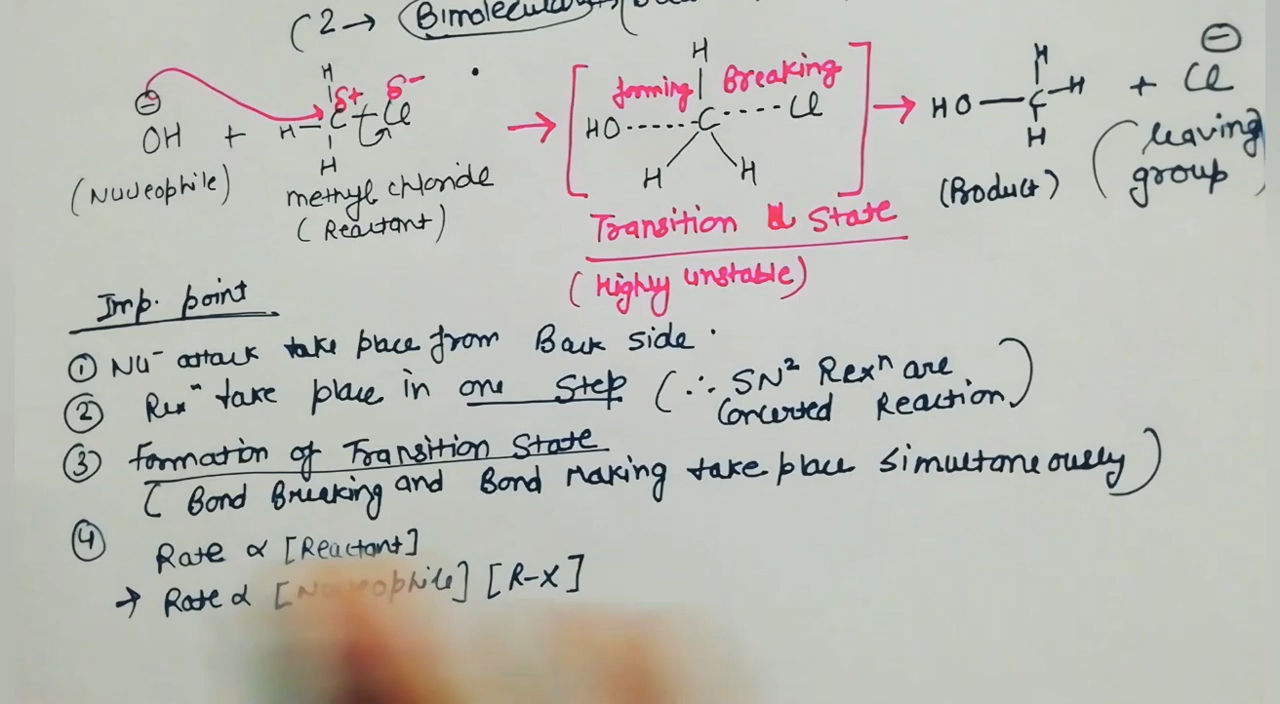 ( 2 → Bimolecular
H H ⊖
⊖ H δ+ δ- forming Breaking H
OH + H - C - Cl → [ HO ----- C ----- Cl ] → HO - C - H + Cl
H H H H
(Nucleophile) methyl chloride (Product) ( leaving group )
( Reactant ) Transition State
( Highly unstable )
Imp. point
① Nu⁻ attack take place from Back side .
② Rexⁿ take place in one step ( ∴ SN² Rexⁿ are Concerted Reaction )
③ formation of Transition State
( Bond Breaking and Bond Making take place simultoneously )
④ Rate ∝ [Reactant]
→ Rate ∝ [Nucleophile] [R-X]